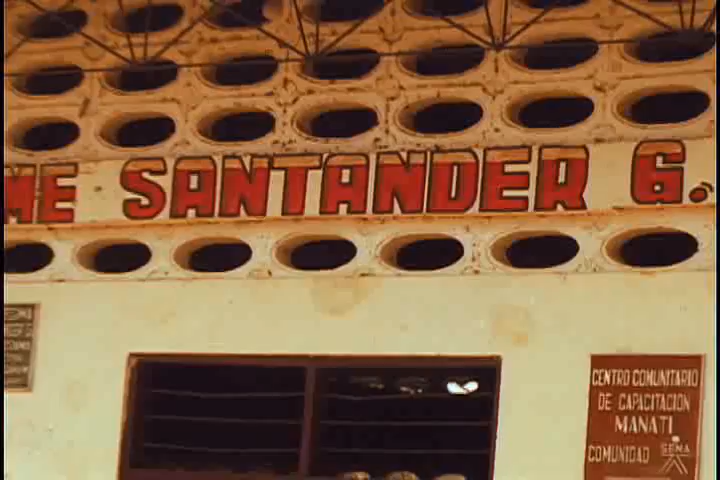 ME SANTANDER G.
CENTRO COMUNITARIO
DE CAPACITACION
MANATI
COMUNIDAD SENA